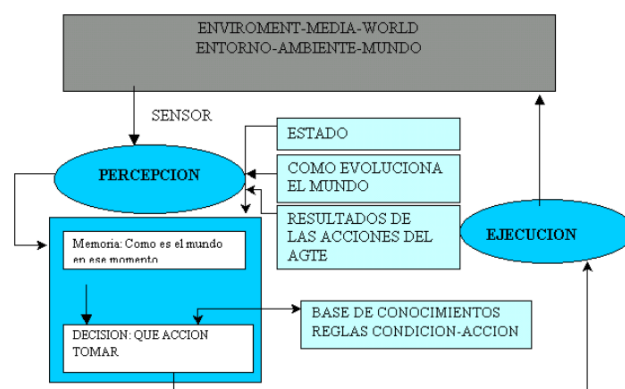 ENVIROMENT-MEDIA-WORLD
ENTORNO-AMBIENTE-MUNDO
SENSOR
ESTADO
PERCEPCION
COMO EVOLUCIONA
EL MUNDO
RESULTADOS DE
LAS ACCIONES DEL
AGTE
EJECUCION
Memoria: Como es el mundo
en ese momento
BASE DE CONOCIMIENTOS
REGLAS CONDICION-ACCION
DECISION: QUE ACCION
TOMAR